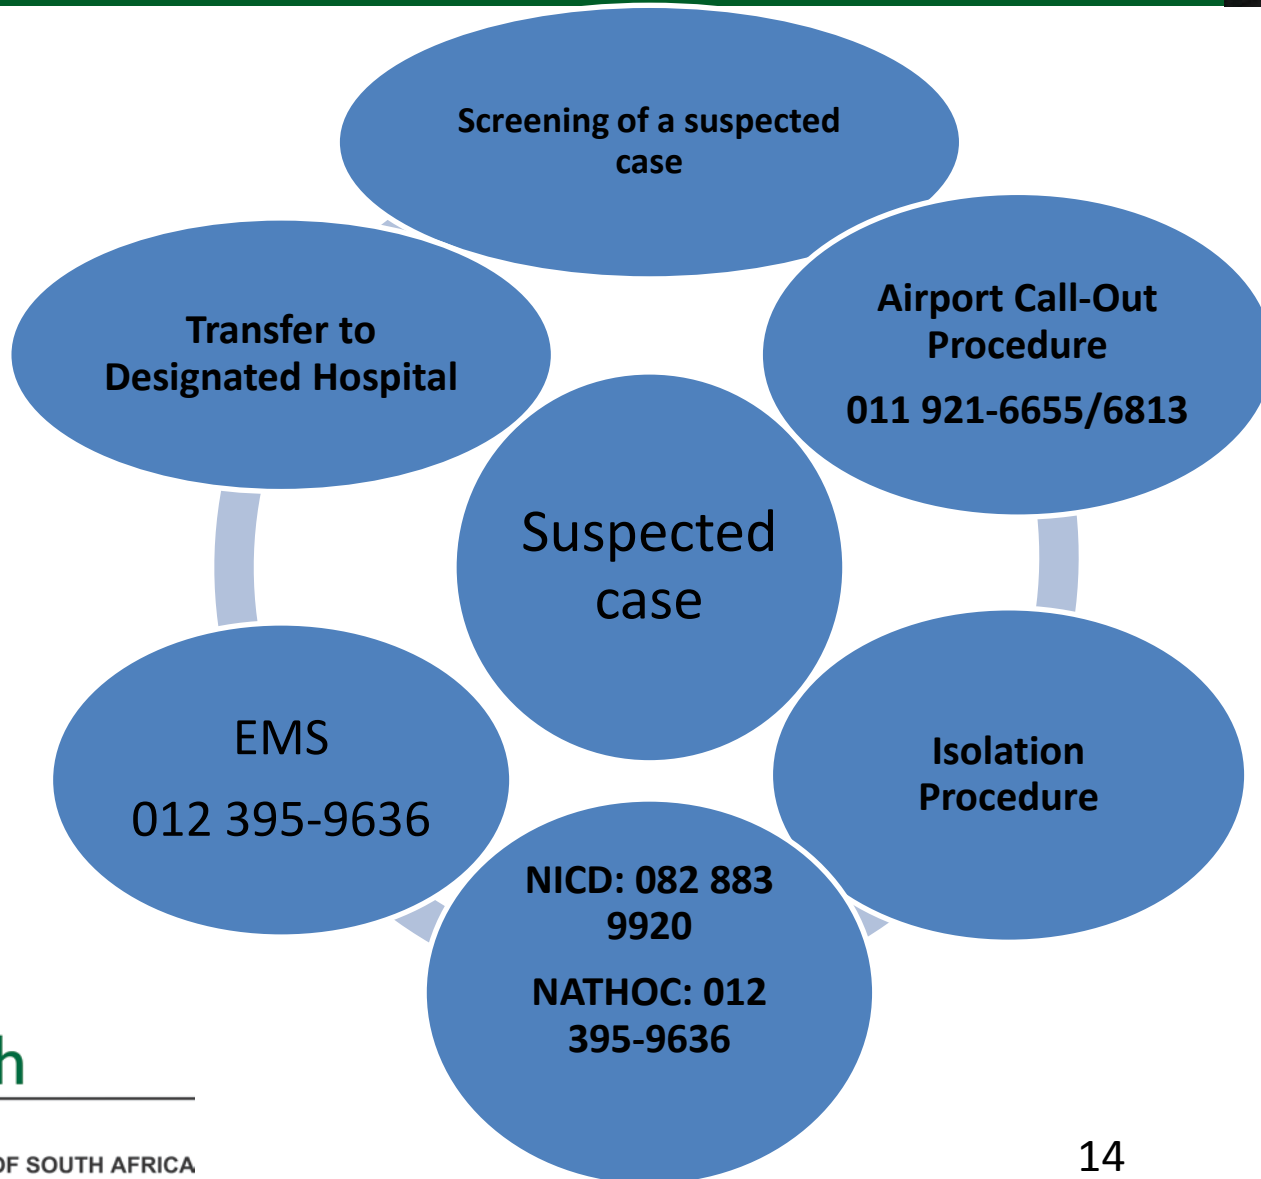 Screening of a suspected
case
Airport Call-Out
Procedure
011 921-6655/6813
Isolation
Procedure
NICD: 082 883
9920
NATHOC: 012
395-9636
EMS
012 395-9636
Transfer to
Designated Hospital
Suspected
case
h
OF SOUTH AFRICA
14